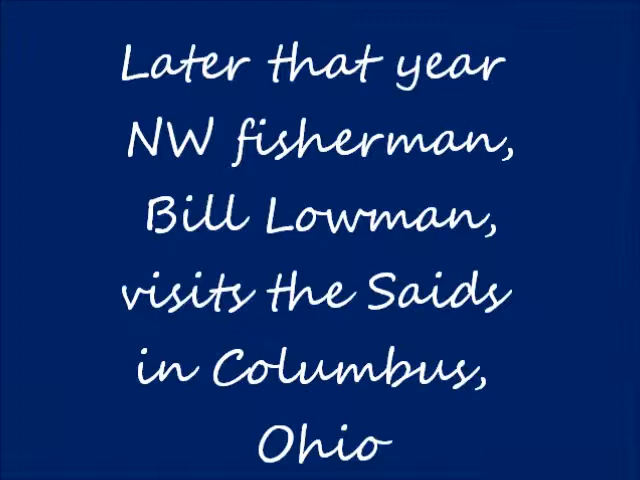 Later that year
NW fisherman,
Bill Lowman,
visits the Saids
in Columbus,
Ohio